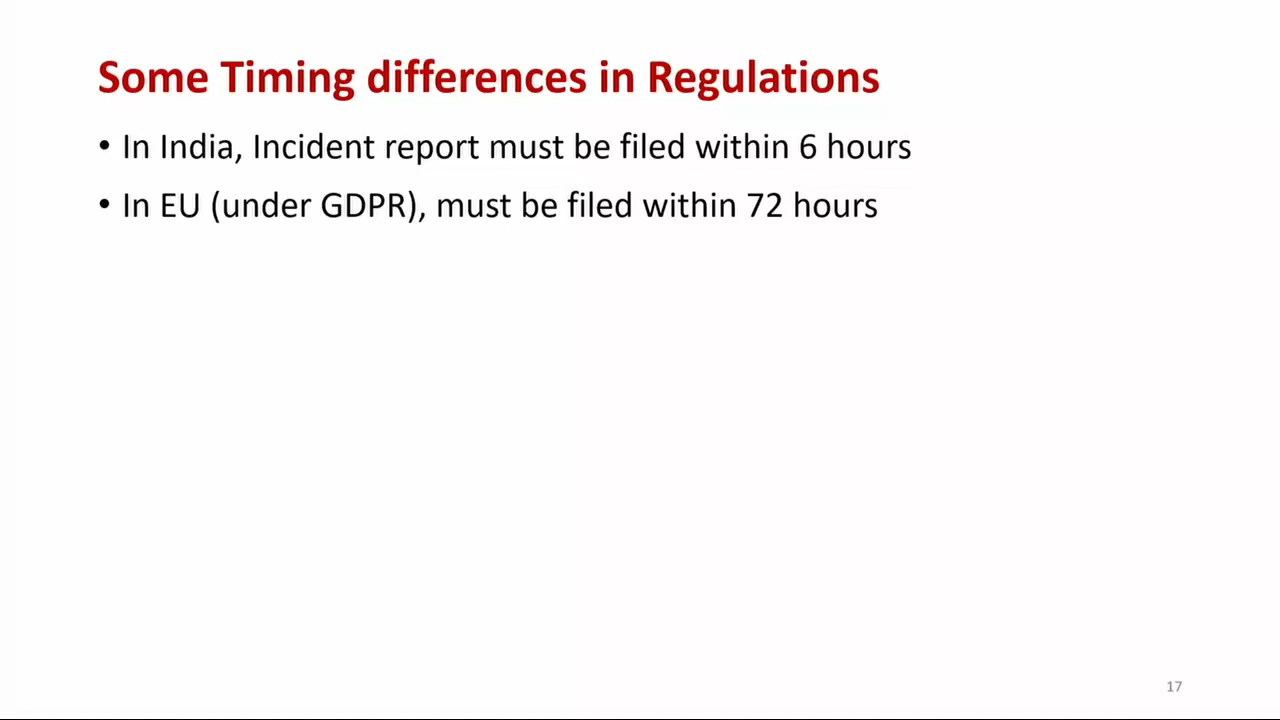 Some Timing differences in Regulations
• In India, Incident report must be filed within 6 hours
• In EU (under GDPR), must be filed within 72 hours
17